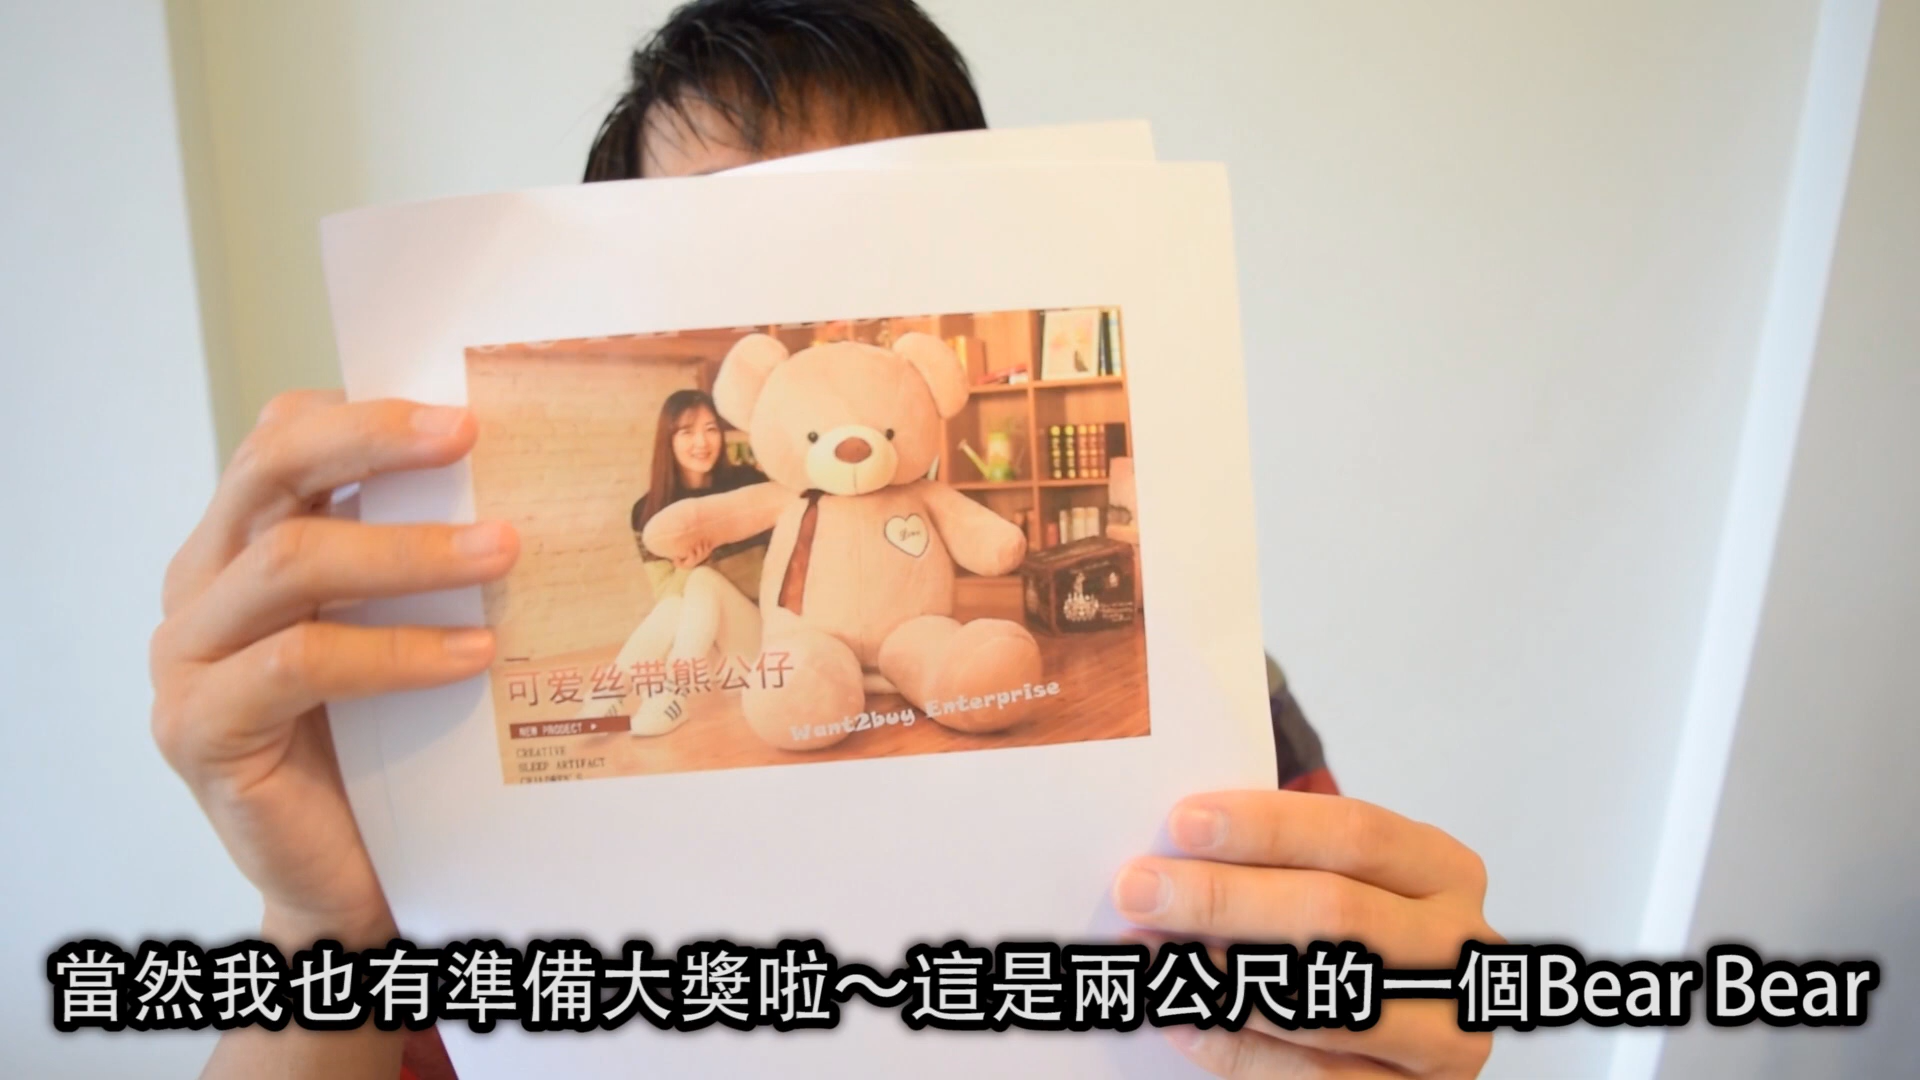 Love
可爱丝带熊公仔
Want2buy Enterprise
NEW PRODECT
CREATIVE
SLEEP ARTIFACT
當然我也有準備大獎啦～這是兩公尺的一個Bear Bear